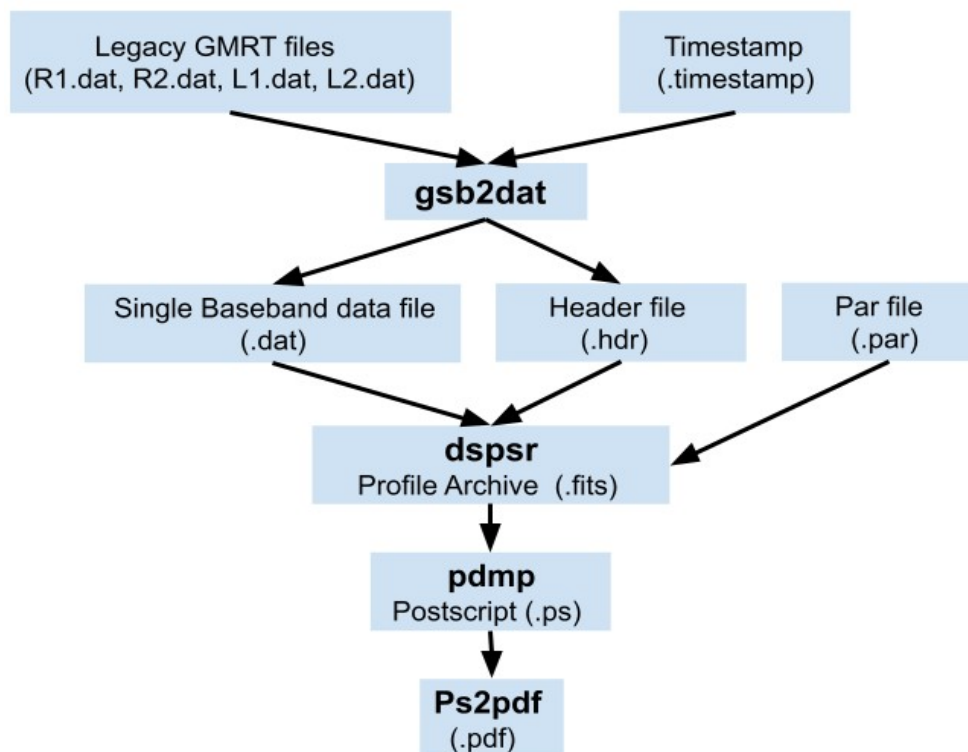 Legacy GMRT files
(R1.dat, R2.dat, L1.dat, L2.dat)
Timestamp
(.timestamp)
gsb2dat
Single Baseband data file
(.dat)
Header file
(.hdr)
Par file
(.par)
dspsr
Profile Archive (.fits)
pdmp
Postscript (.ps)
Ps2pdf
(.pdf)